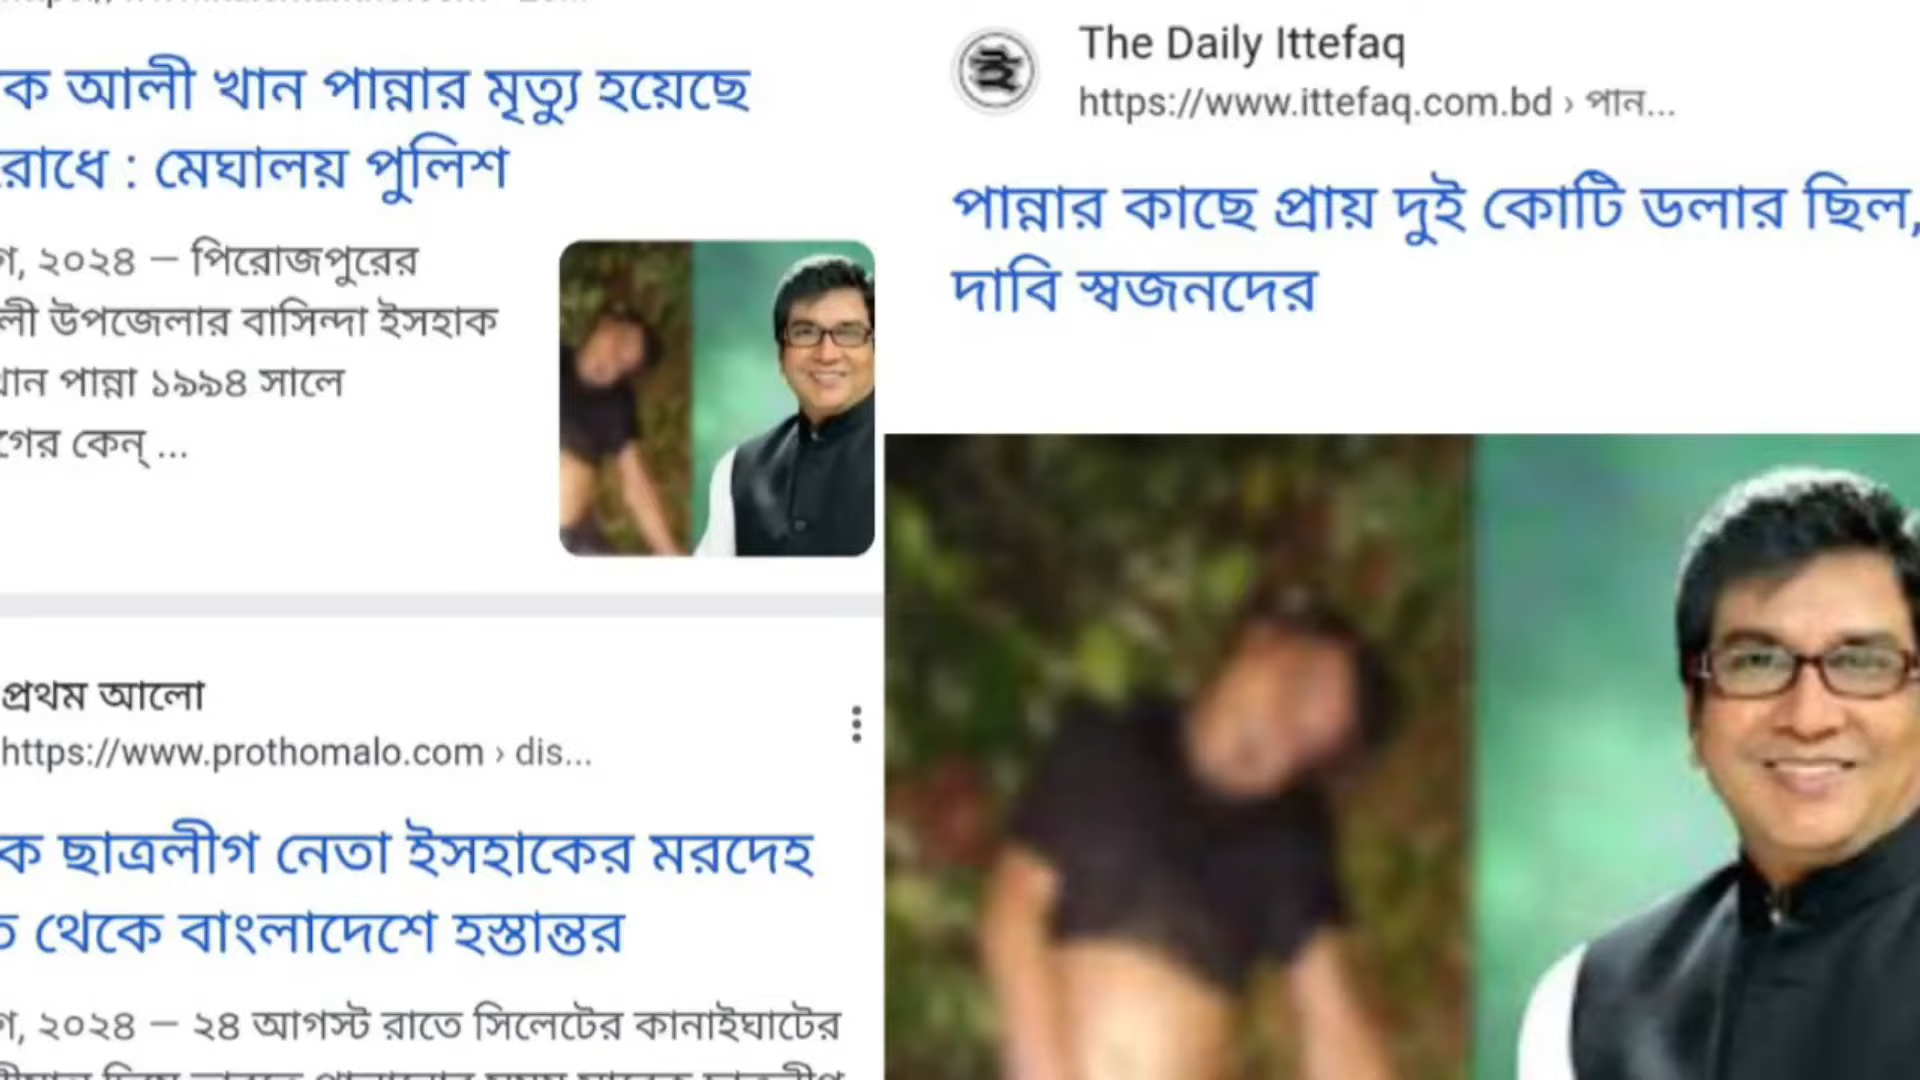 ক আলী খান পান্নার মৃত্যু হয়েছে
রোধে : মেঘালয় পুলিশ
২০২৪ — পিরোজপুরের
লী উপজেলার বাসিন্দা ইসহাক
খান পান্না ১৯৯৪ সালে
গের কেন্ ...
প্রথম আলো
https://www.prothomalo.com › dis...
ক ছাত্রলীগ নেতা ইসহাকের মরদেহ
ত থেকে বাংলাদেশে হস্তান্তর
২০২৪ — ২৪ আগস্ট রাতে সিলেটের কানাইঘাটের
The Daily Ittefaq
https://www.ittefaq.com.bd › পান...
পান্নার কাছে প্রায় দুই কোটি ডলার ছিল,
দাবি স্বজনদের